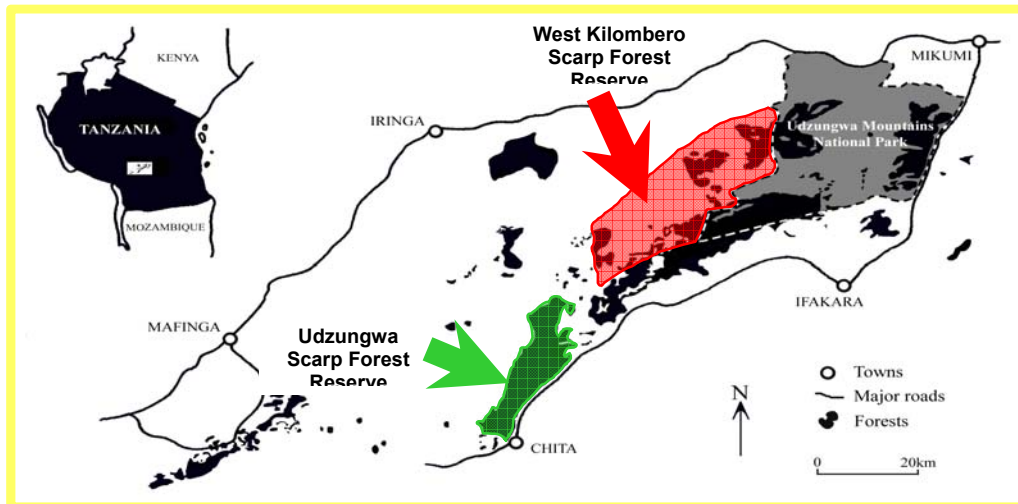 West Kilombero
Scarp Forest
Reserve
KENYA
MIKUMI
TANZANIA
IRINGA
Udzungwa Mountains
National Park
MOZAMBIQUE
IFAKARA
MAFINGA
Udzungwa
Scarp Forest
Reserve
CHITA
N
Towns
Major roads
Forests
0 20km